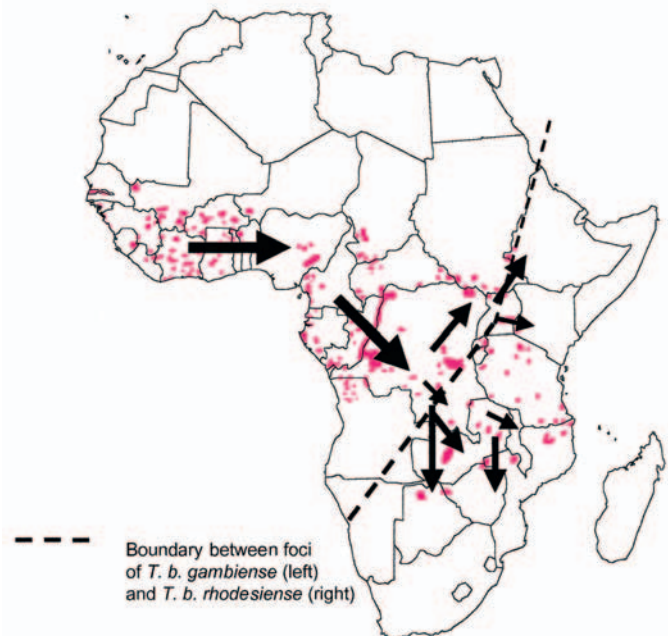 Boundary between foci
of T. b. gambiense (left)
and T. b. rhodesiense (right)